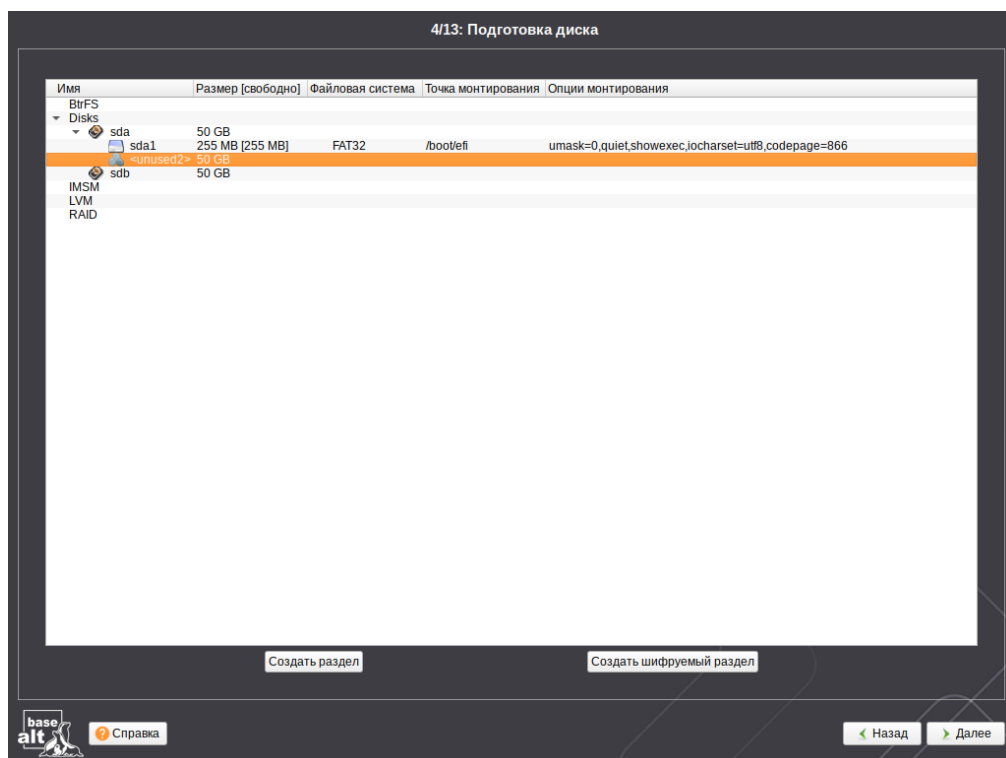 4/13: Подготовка диска
Имя Размер [свободно] Файловая система Точка монтирования Опции монтирования
BtrFS
Disks
sda 50 GB
sda1 255 MB [255 MB] FAT32 /boot/efi umask=0,quiet,showexec,iocharset=utf8,codepage=866
<unused2> 50 GB
sdb 50 GB
IMSM
LVM
RAID
Создать раздел Создать шифруемый раздел
base
alt Справка Назад Далее